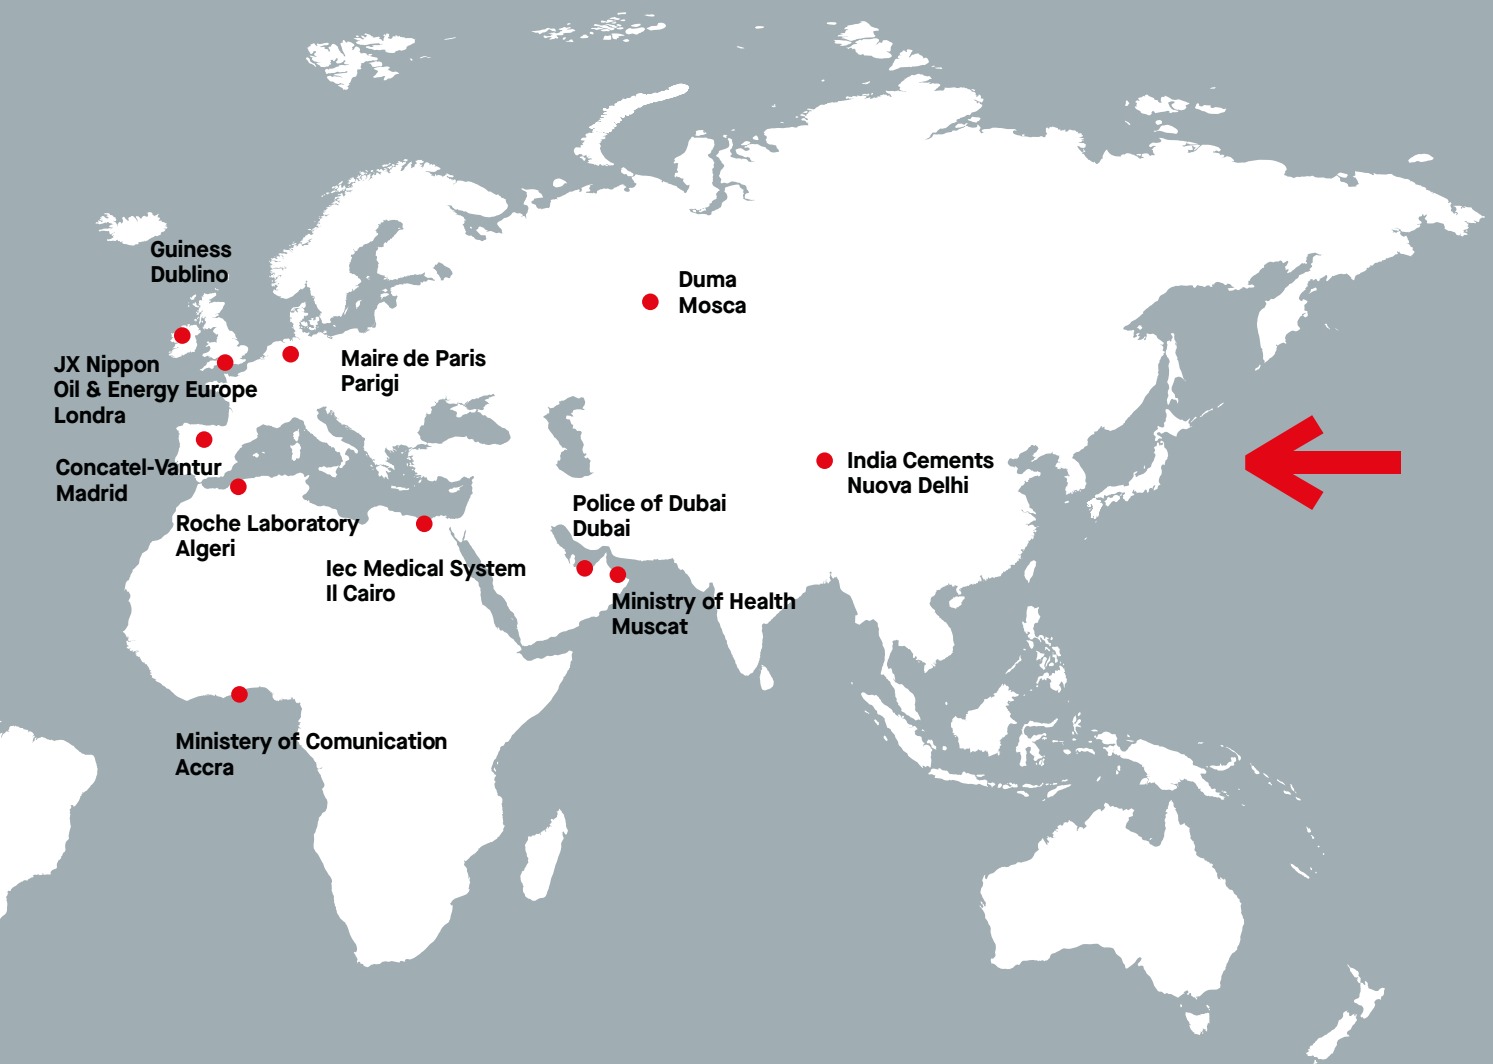 Guiness
Dublino
Duma
Mosca
JX Nippon
Oil & Energy Europe
Londra
Maire de Paris
Parigi
Concatel-Vantur
Madrid
India Cements
Nuova Delhi
Police of Dubai
Dubai
Roche Laboratory
Algeri
Iec Medical System
Il Cairo
Ministry of Health
Muscat
Ministery of Comunication
Accra